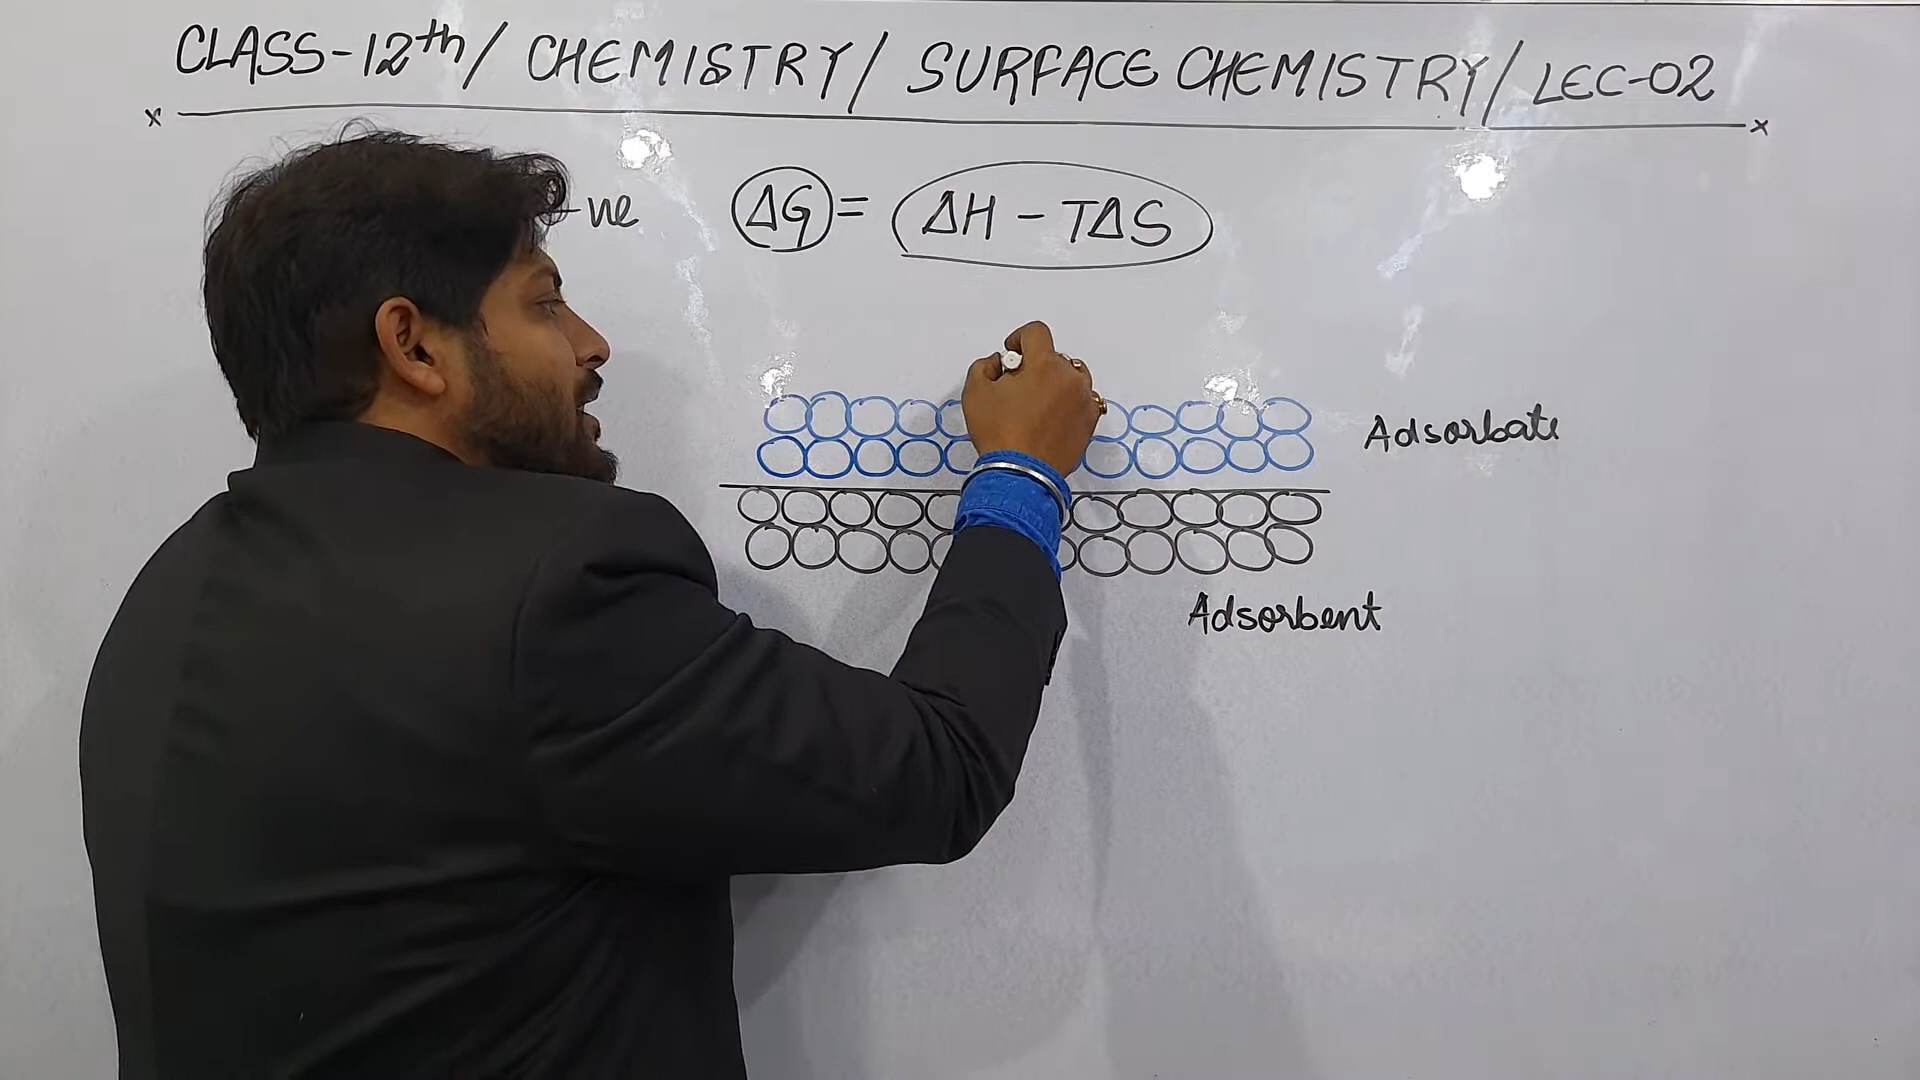 CLASS-12th/ CHEMISTRY/ SURFACE CHEMISTRY/ LEC-02
-ve ΔG = ΔH - TΔS
Adsorbate
Adsorbent